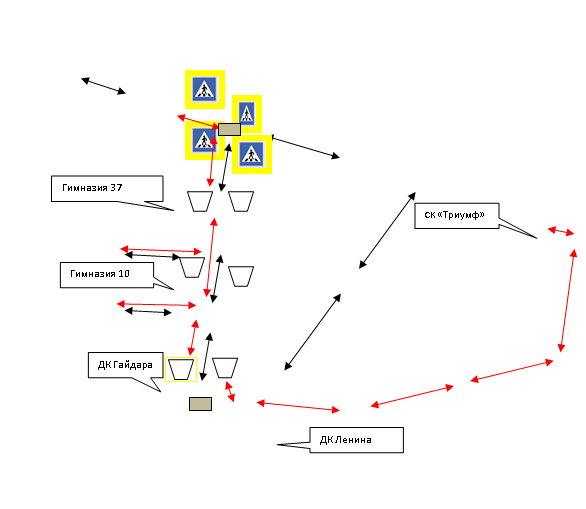 Гимназия 37
ск «Триумф»
Гимназия 10
ДК Гайдара
ДК Ленина